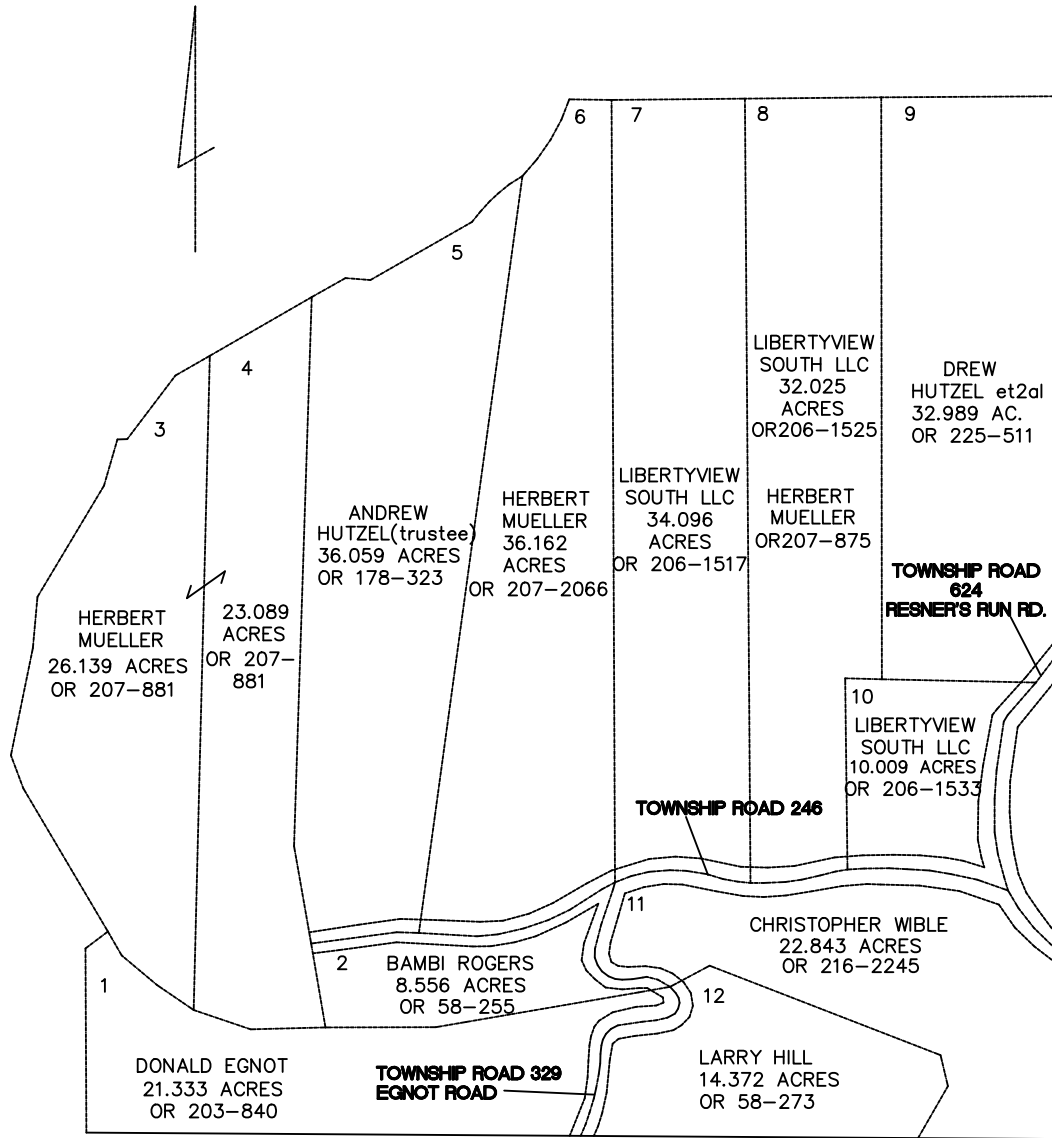 6
7
8
9
5
4
3
LIBERTYVIEW
SOUTH LLC
32.025
ACRES
OR206-1525
DREW
HUTZEL et2al
32.989 AC.
OR 225-511
LIBERTYVIEW
SOUTH LLC
34.096
ACRES
OR 206-1517
HERBERT
MUELLER
OR207-875
HERBERT
MUELLER
36.162
ACRES
OR 207-2066
ANDREW
HUTZEL(trustee)
36.059 ACRES
OR 178-323
TOWNSHIP ROAD
624
RESNER'S RUN RD.
HERBERT
MUELLER
26.139 ACRES
OR 207-881
23.089
ACRES
OR 207-
881
10
LIBERTYVIEW
SOUTH LLC
10.009 ACRES
OR 206-1533
TOWNSHIP ROAD 246
11
CHRISTOPHER WIBLE
22.843 ACRES
OR 216-2245
2
BAMBI ROGERS
8.556 ACRES
OR 58-255
1
12
DONALD EGNOT
21.333 ACRES
OR 203-840
TOWNSHIP ROAD 329
EGNOT ROAD
LARRY HILL
14.372 ACRES
OR 58-273